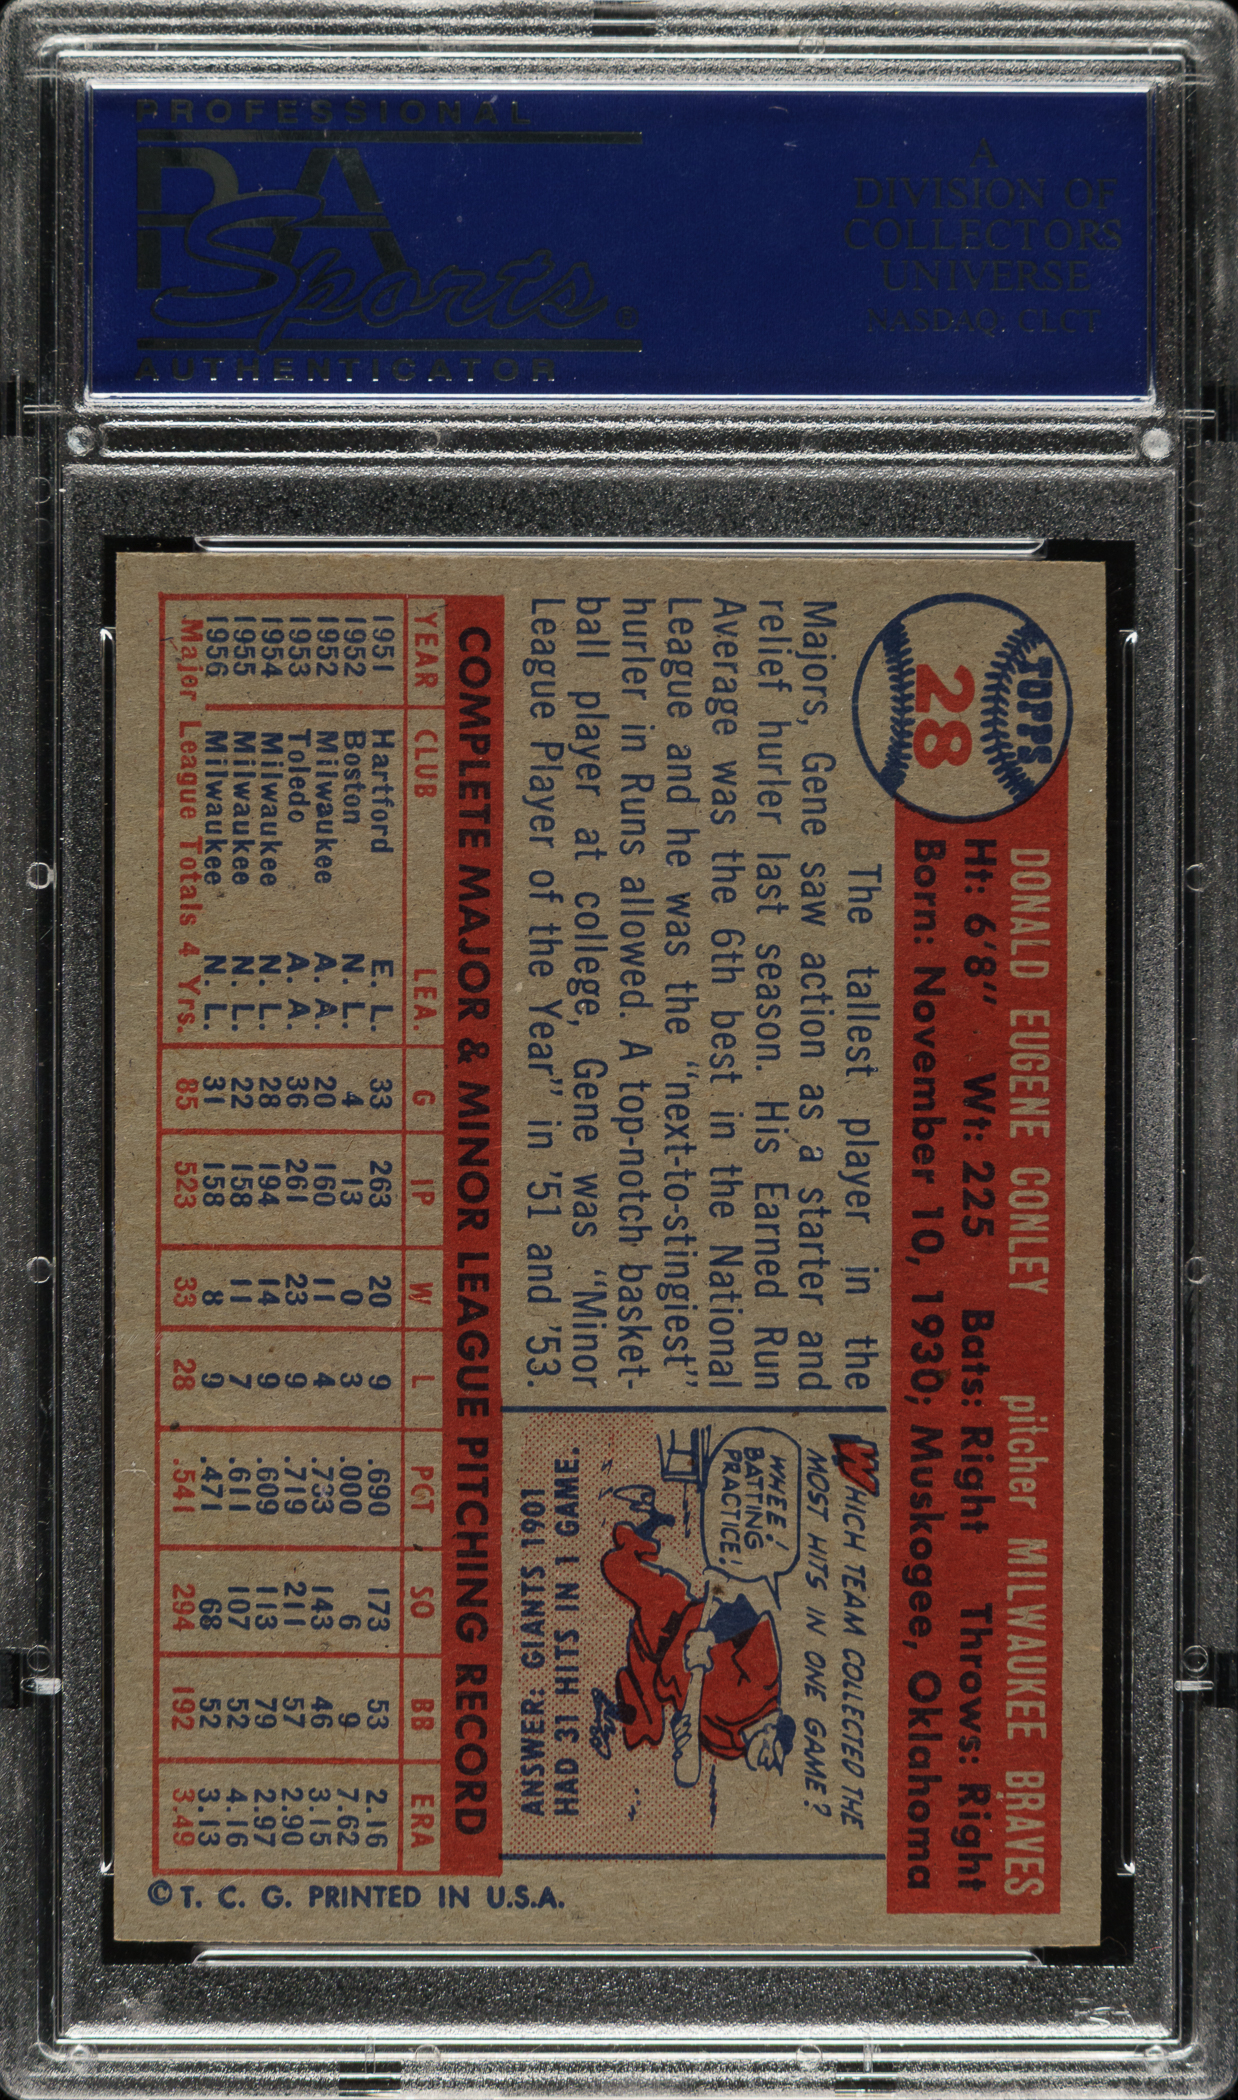 PROFESSIONAL
PSA
Sports®
AUTHENTICATOR
A
DIVISION OF
COLLECTORS
UNIVERSE
NASDAQ: CLCT
TOPPS
28
DONALD EUGENE CONLEY pitcher MILWAUKEE BRAVES
Ht: 6'8" Wt: 225 Bats: Right Throws: Right
Born: November 10, 1930; Muskogee, Oklahoma
The tallest player in the
Majors, Gene saw action as a starter and
relief hurler last season. His Earned Run
Average was the 6th best in the National
League and he was the "next-to-stingiest"
hurler in Runs allowed. A top-notch basket-
ball player at college, Gene was "Minor
League Player of the Year" in '51 and '53.
WHICH TEAM COLLECTED THE
MOST HITS IN ONE GAME?
WHEE!
BATTING
PRACTICE!
ANSWER: GIANTS 1901
HAD 31 HITS IN 1 GAME.
COMPLETE MAJOR & MINOR LEAGUE PITCHING RECORD
YEAR CLUB LEA. G IP W L PCT SO BB ERA
1951 Hartford E. L. 33 263 20 9 .690 173 53 2.16
1952 Boston N. L. 4 13 0 3 .000 6 9 7.62
1952 Milwaukee A. A. 20 160 11 4 .733 143 46 3.15
1953 Toledo A. A. 36 261 23 9 .719 211 57 2.90
1954 Milwaukee N. L. 28 194 14 9 .609 113 79 2.97
1955 Milwaukee N. L. 22 158 11 7 .611 107 52 4.16
1956 Milwaukee N. L. 31 158 8 9 .471 68 52 3.13
Major League Totals 4 Yrs. 85 523 33 28 .541 294 192 3.49
© T. C. G. PRINTED IN U.S.A.